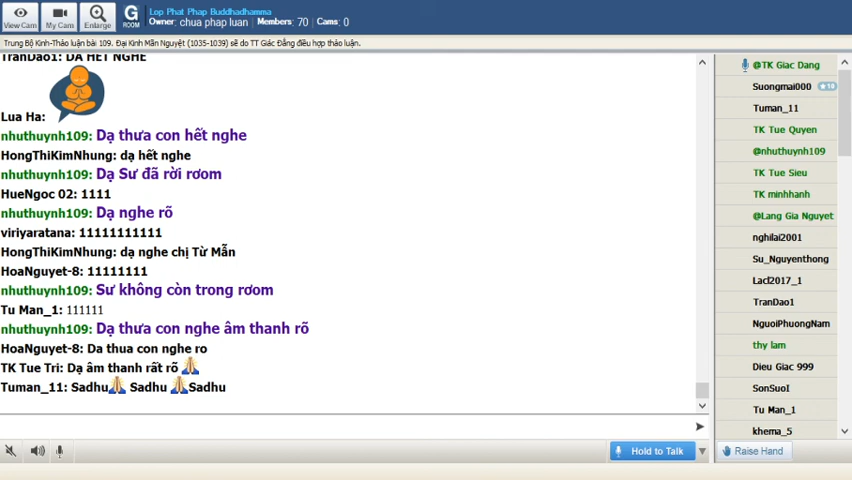 Lop Phat Phap Buddhadhamma
Owner: chua phap luan Members: 70 Cams: 0
View Cam
My Cam
Enlarge
G
ROOM
Trung Bộ Kinh-Thảo luận bài 109. Đại Kinh Mãn Nguyệt (1035-1039) sẽ do TT Giác Đẳng điều hợp thảo luận.
TranDao1: DA HET NGHE
Lua Ha:
nhuthuynh109: Dạ thưa con hết nghe
HongThiKimNhung: dạ hết nghe
nhuthuynh109: Dạ Sư đã rời rơom
HueNgoc 02: 1111
nhuthuynh109: Dạ nghe rõ
viriyaratana: 11111111111
HongThiKimNhung: dạ nghe chị Từ Mẫn
HoaNguyet-8: 11111111
nhuthuynh109: Sư không còn trong rơom
Tu Man_1: 111111
nhuthuynh109: Dạ thưa con nghe âm thanh rõ
HoaNguyet-8: Da thua con nghe ro
TK Tue Tri: Dạ âm thanh rất rõ
Tuman_11: Sadhu Sadhu Sadhu
@TK Giac Dang
Suongmai000 10
Tuman_11
TK Tue Quyen
@nhuthuynh109
TK Tue Sieu
TK minhhanh
@Lang Gia Nguyet
nghilai2001
Su_Nguyenthong
Lacl2017_1
TranDao1
NguoiPhuongNam
thy lam
Dieu Giac 999
SonSuoI
Tu Man_1
khema_5
Hold to Talk
Raise Hand